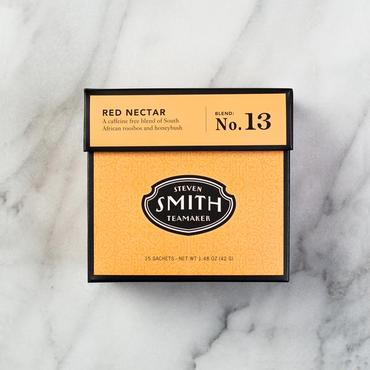 RED NECTAR
A caffeine free blend of South
African rooibos and honeybush
BLEND:
No. 13
STEVEN
SMITH
TEAMAKER
15 SACHETS - NET WT 1.48 OZ (42 G)